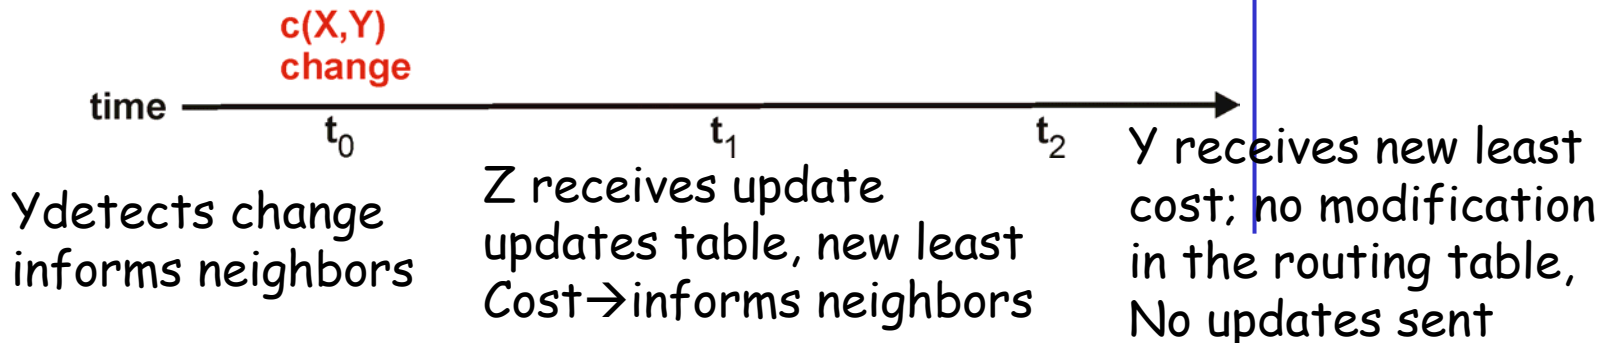 c(X,Y)
change
time
t0
t1
t2
Ydetects change
informs neighbors
Z receives update
updates table, new least
Cost→informs neighbors
Y receives new least
cost; no modification
in the routing table,
No updates sent